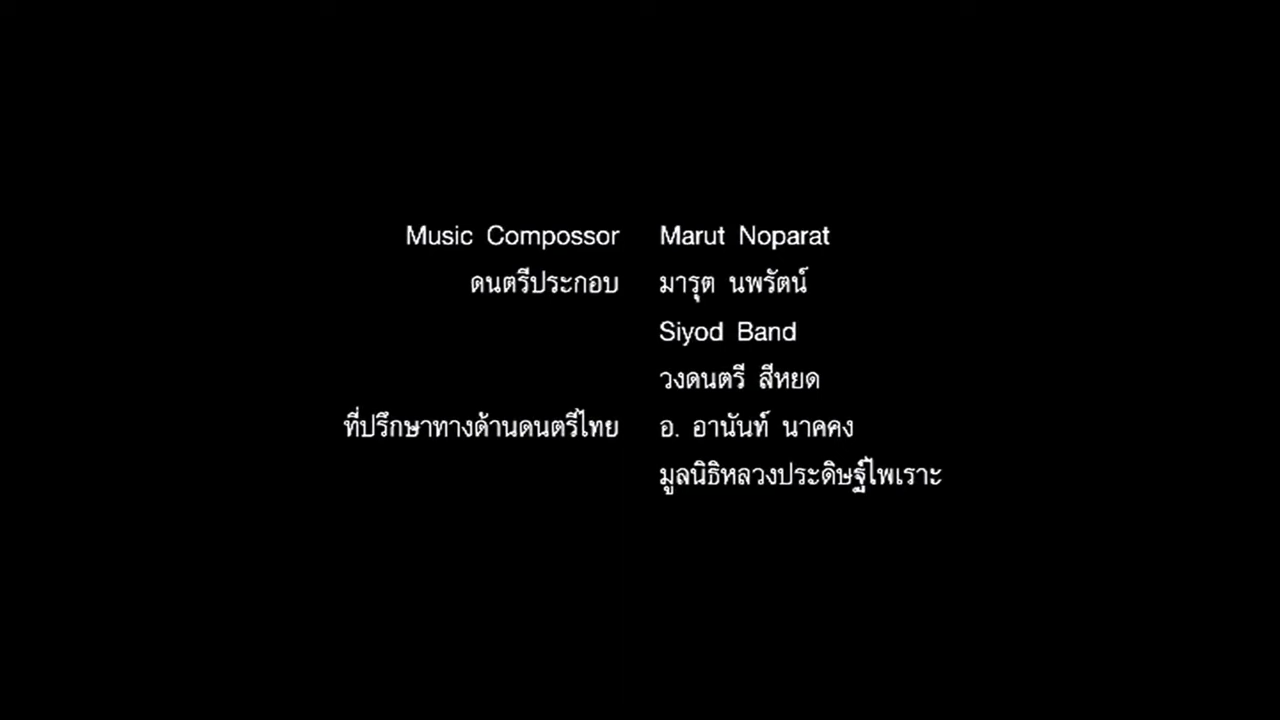 Music Compossor Marut Noparat
ดนตรีประกอบ มารุต นพรัตน์
Siyod Band
วงดนตรี สีหยด
ที่ปรึกษาทางด้านดนตรีไทย อ. อานันท์ นาคคง
มูลนิธิหลวงประดิษฐ์ไพเราะ